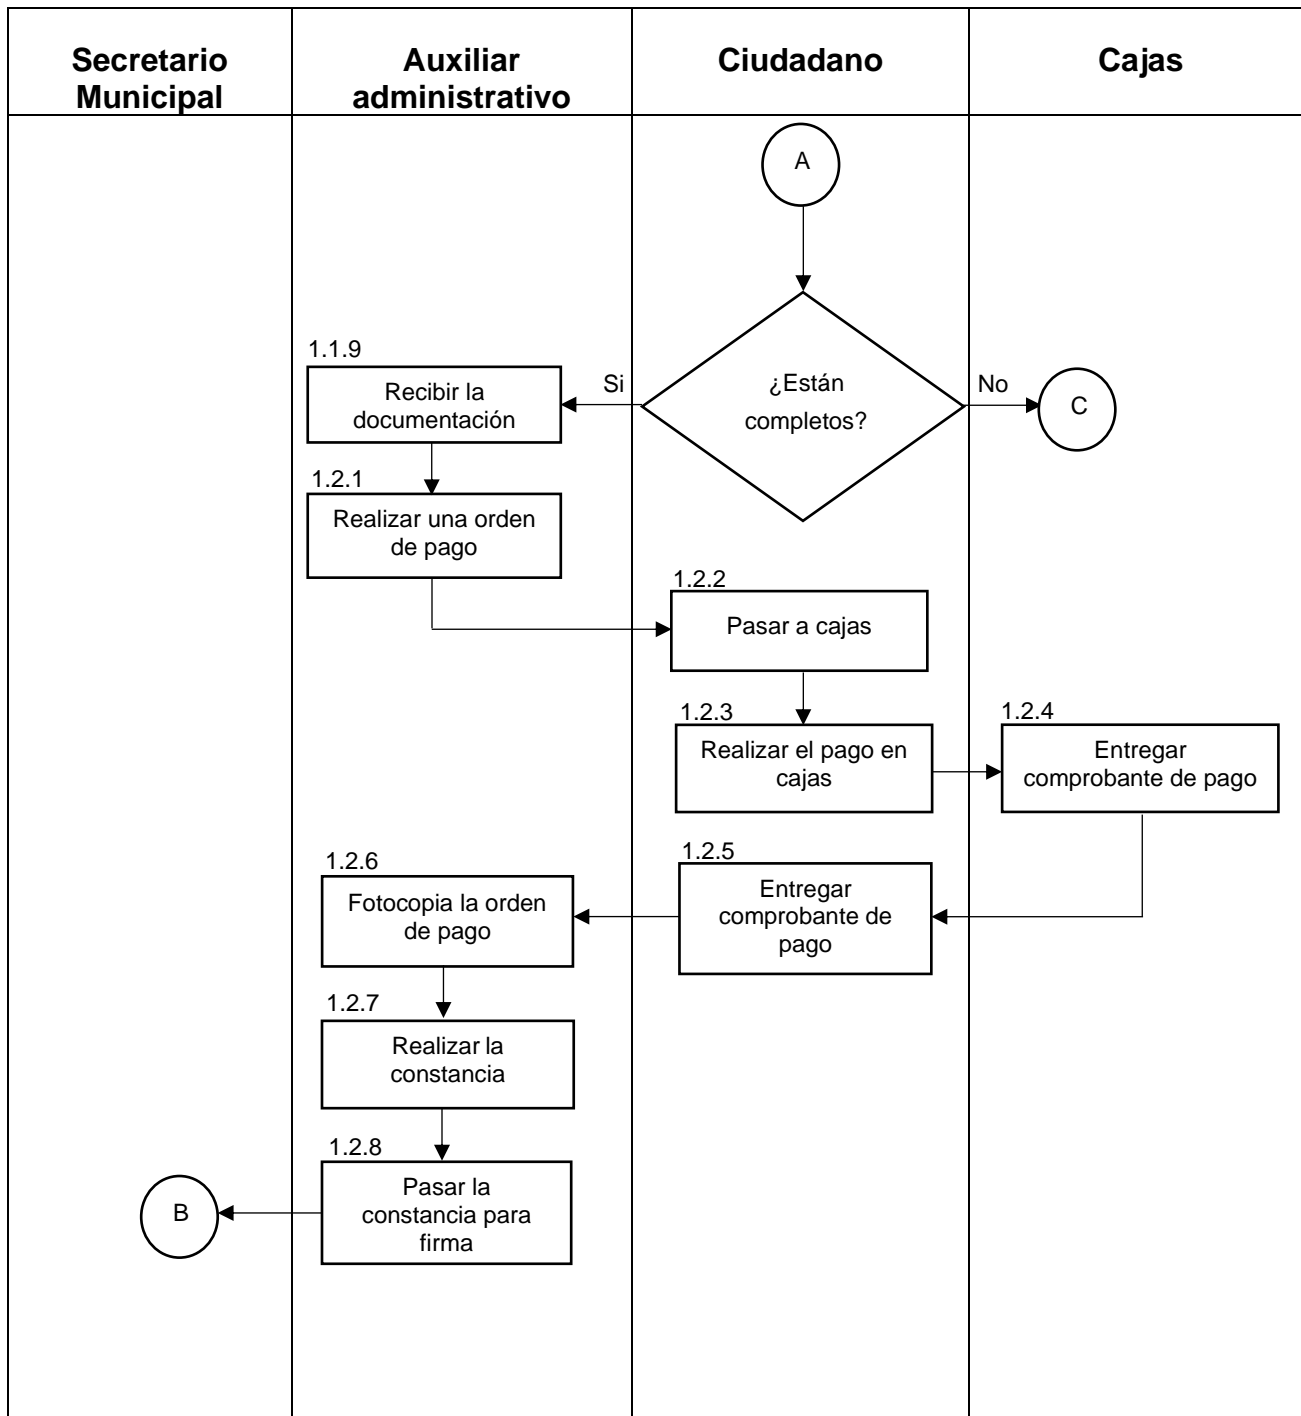 Secretario
Municipal
Auxiliar
administrativo
Ciudadano
Cajas
A
¿Están
completos?
Si
No
C
1.1.9
Recibir la
documentación
1.2.1
Realizar una orden
de pago
1.2.2
Pasar a cajas
1.2.3
Realizar el pago en
cajas
1.2.4
Entregar
comprobante de pago
1.2.5
Entregar
comprobante de
pago
1.2.6
Fotocopia la orden
de pago
1.2.7
Realizar la
constancia
1.2.8
Pasar la
constancia para
firma
B